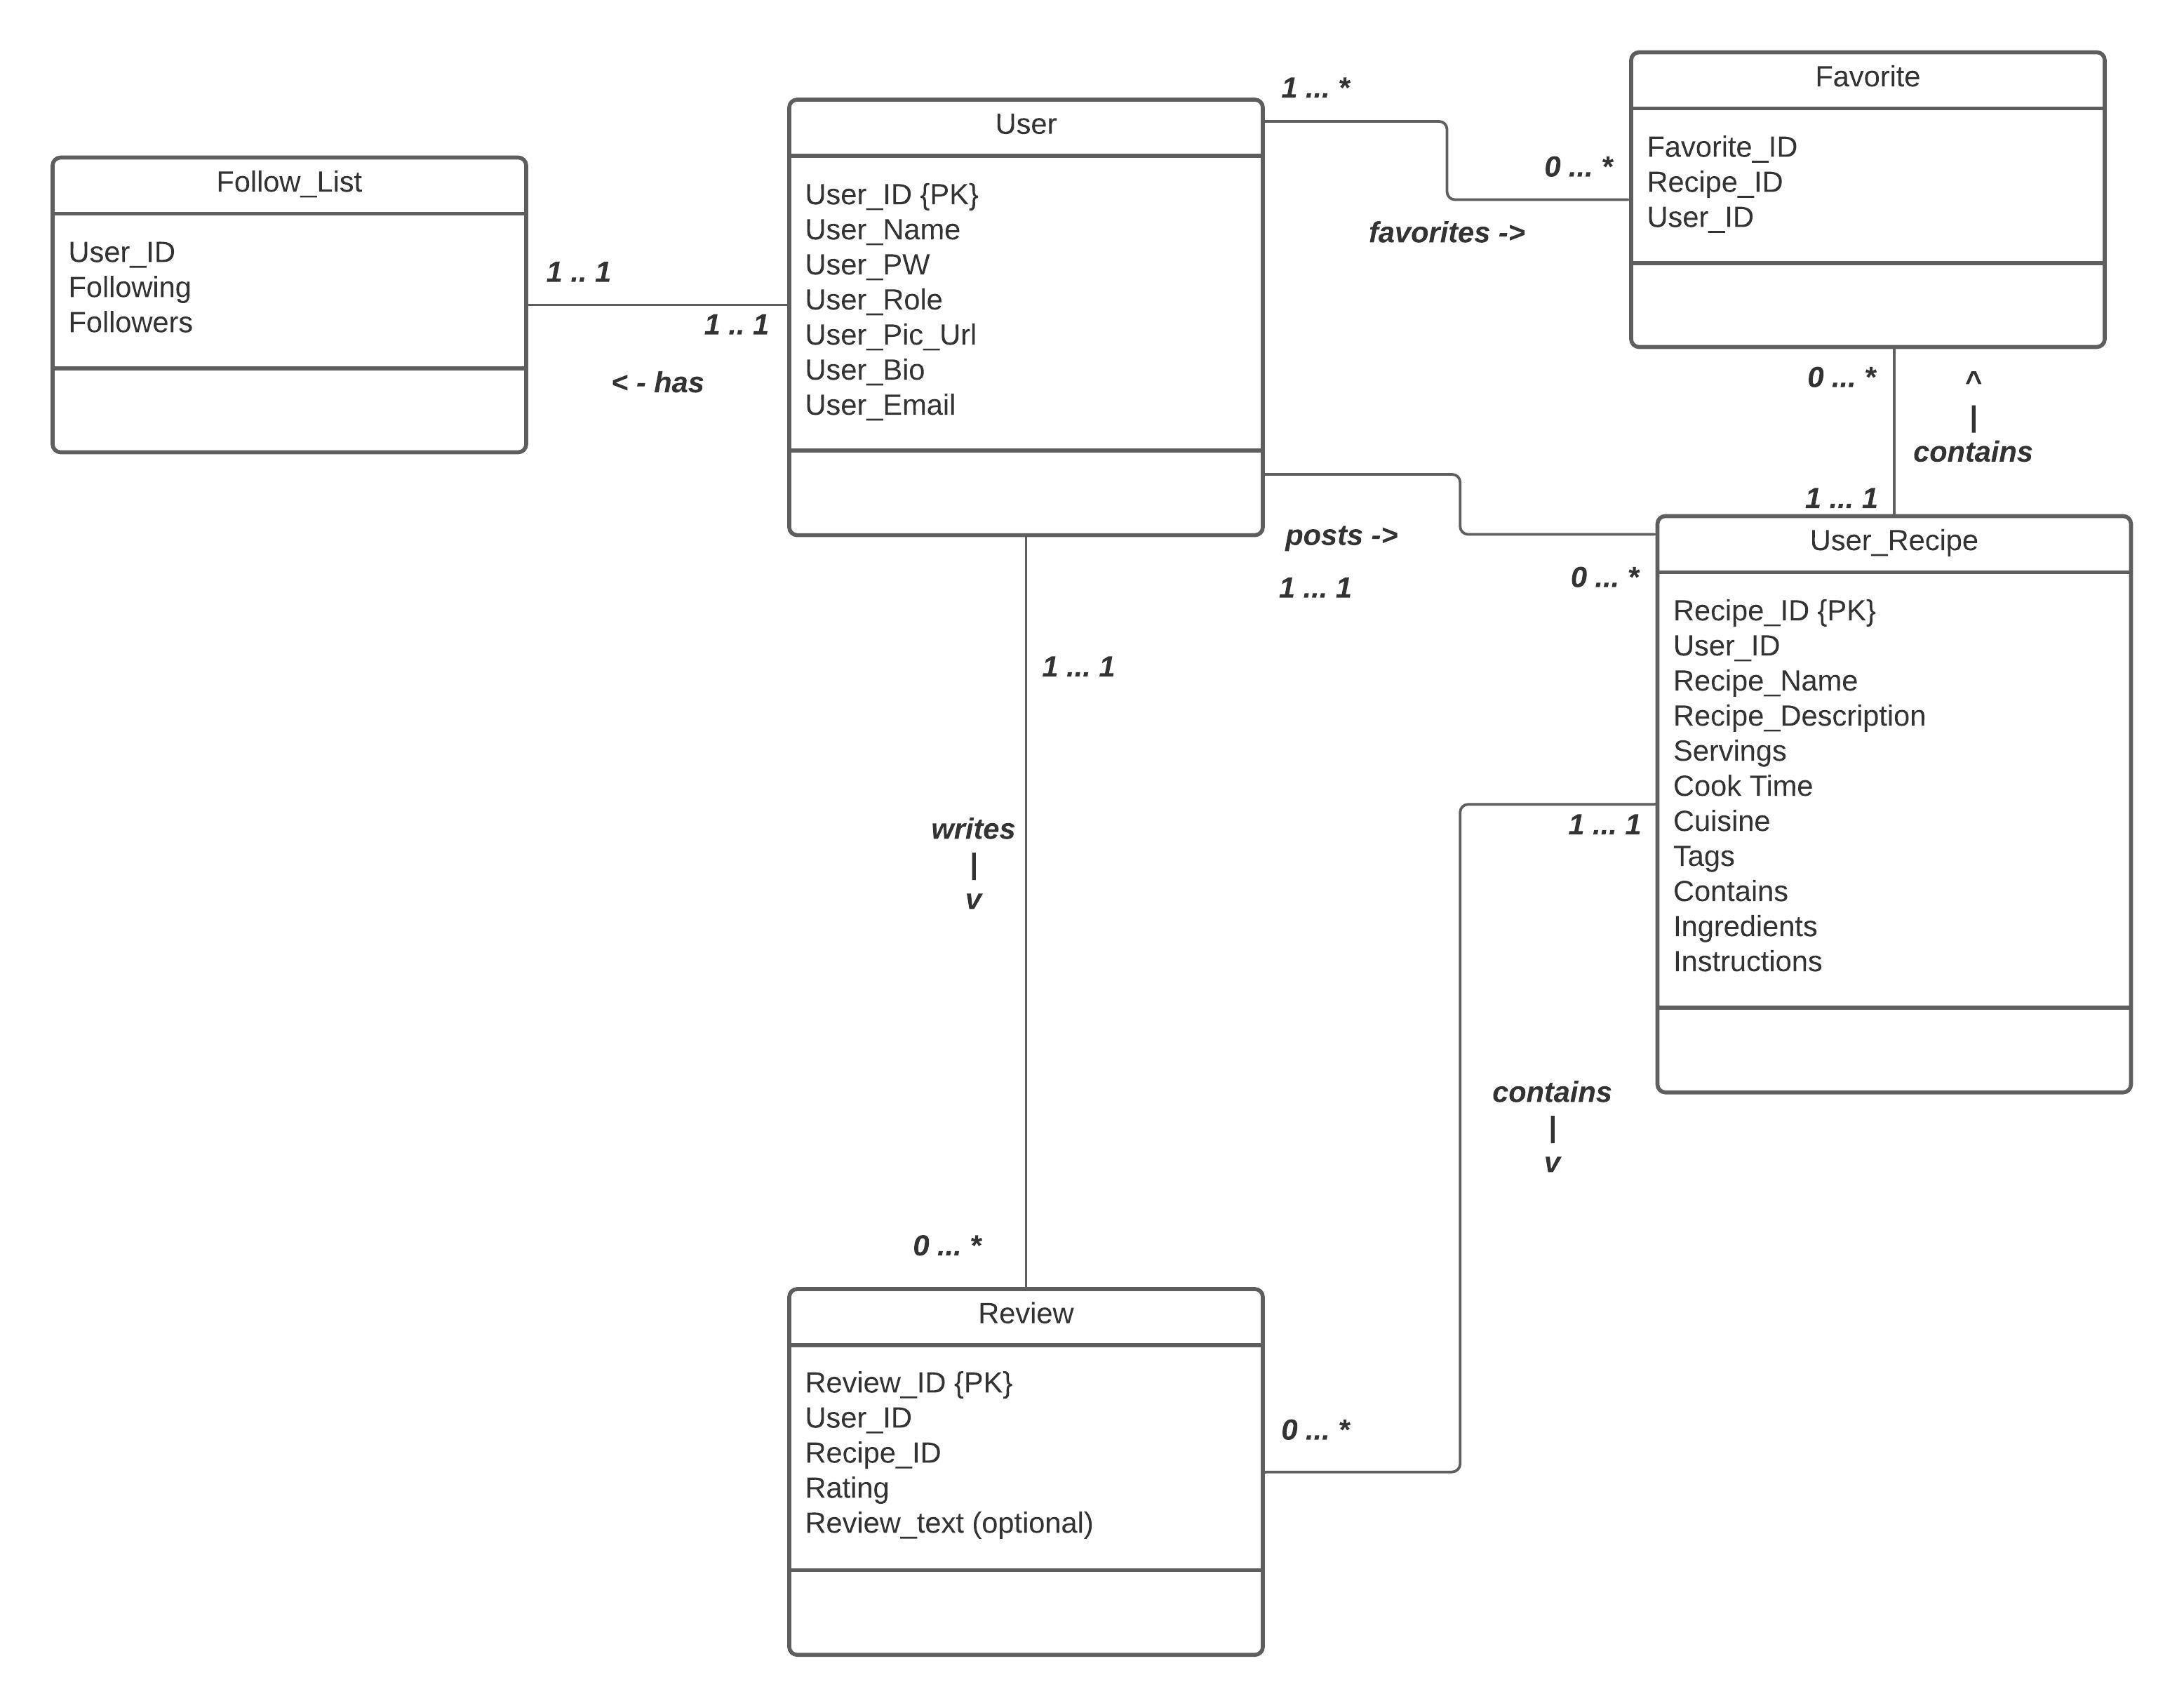 Follow_List
User_ID
Following
Followers
1 .. 1
1 .. 1
< - has
User
User_ID {PK}
User_Name
User_PW
User_Role
User_Pic_Url
User_Bio
User_Email
1 ... *
0 ... *
favorites ->
Favorite
Favorite_ID
Recipe_ID
User_ID
0 ... *
^
|
contains
1 ... 1
posts ->
1 ... 1
0 ... *
User_Recipe
Recipe_ID {PK}
User_ID
Recipe_Name
Recipe_Description
Servings
Cook Time
Cuisine
Tags
Contains
Ingredients
Instructions
1 ... 1
writes
|
v
0 ... *
1 ... 1
contains
|
v
0 ... *
Review
Review_ID {PK}
User_ID
Recipe_ID
Rating
Review_text (optional)